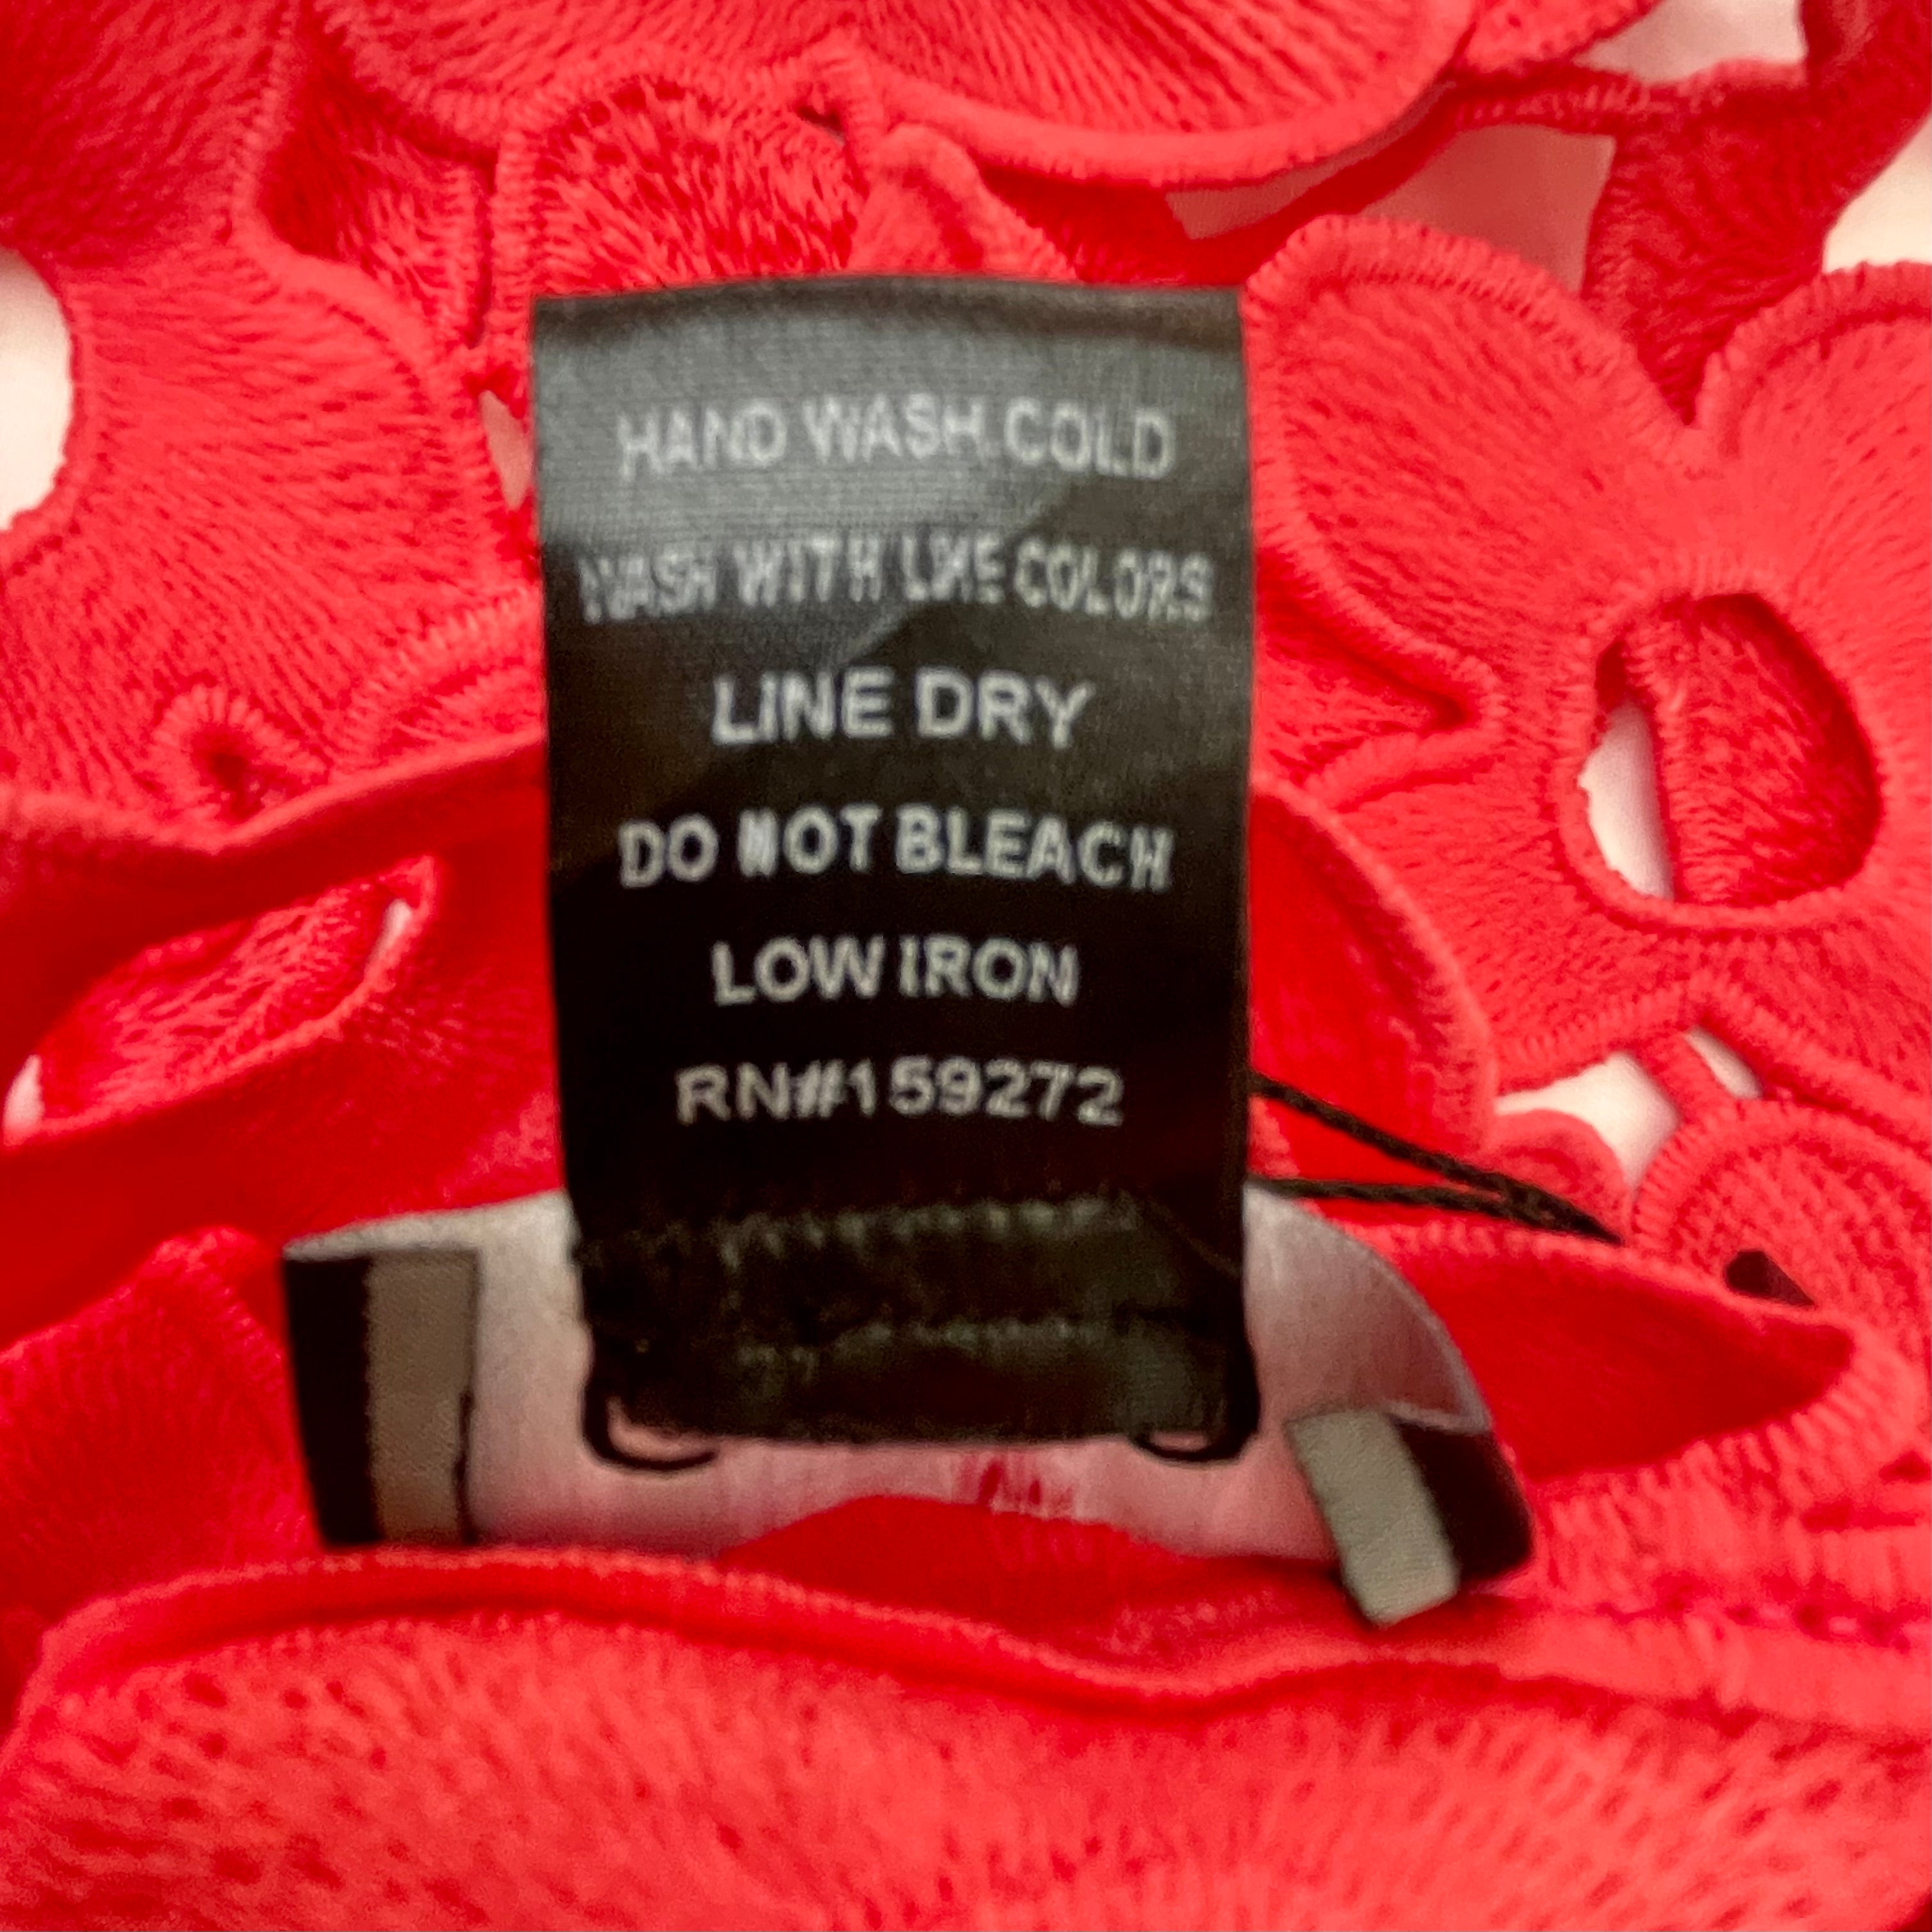 HAND WASH COLD
WASH WITH LIKE COLORS
LINE DRY
DO NOT BLEACH
LOW IRON
RN#159272